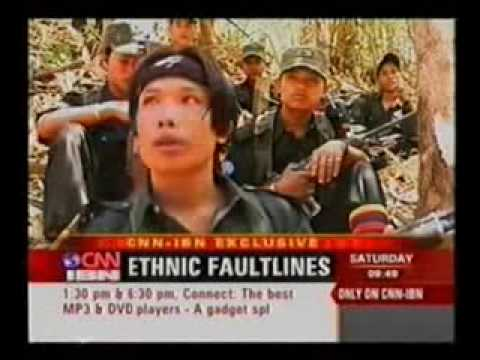 CNN-IBN EXCLUSIVE
CNN
IBN
ETHNIC FAULTLINES
SATURDAY
09:49
1:30 pm & 6:30 pm, Connect: The best
MP3 & DVD players - A gadget spl
ONLY ON CNN-IBN